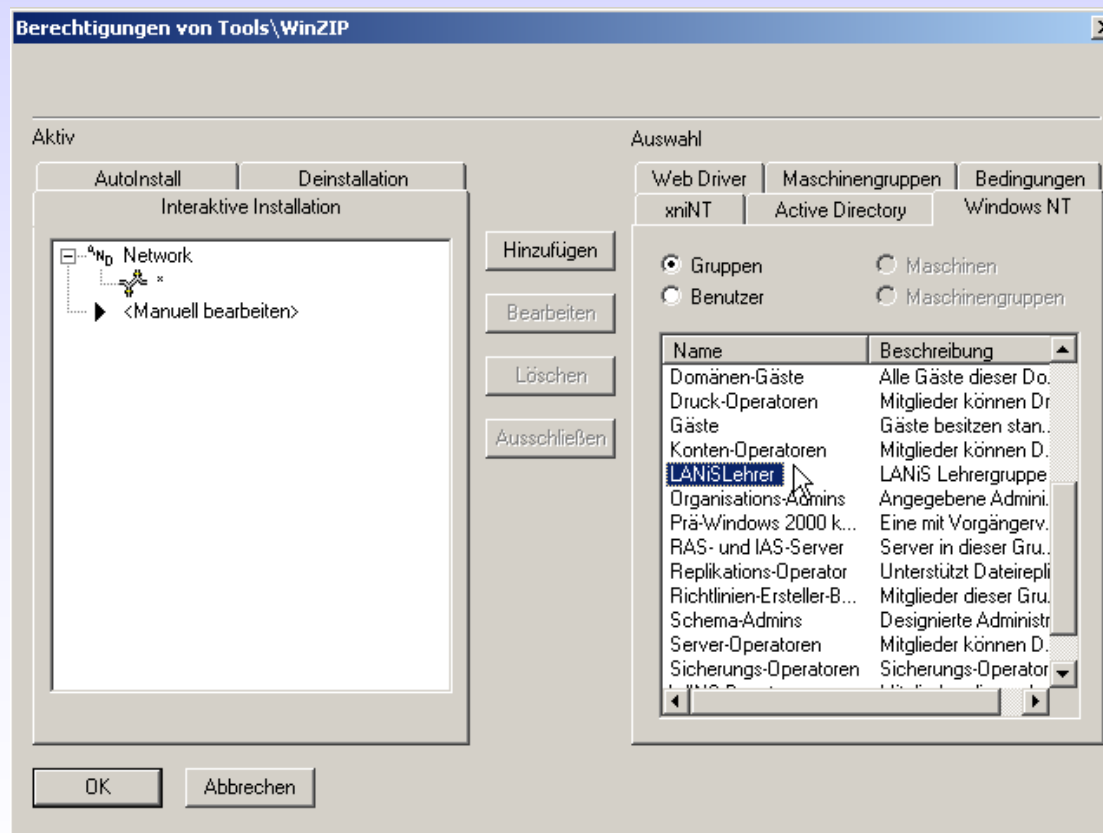 Berechtigungen von Tools\WinZIP
Aktiv
AutoInstall Deinstallation
Interaktive Installation
AND Network
*
<Manuell bearbeiten>
Hinzufügen
Bearbeiten
Löschen
Ausschließen
Auswahl
Web Driver Maschinengruppen Bedingungen
xniNT Active Directory Windows NT
Gruppen Maschinen
Benutzer Maschinengruppen
Name Beschreibung
Domänen-Gäste Alle Gäste dieser Do.
Druck-Operatoren Mitglieder können Dr
Gäste Gäste besitzen stan..
Konten-Operatoren Mitglieder können D.
LANiSLehrer LANiS Lehrergruppe
Organisations-Admins Angegebene Admini.
Prä-Windows 2000 k... Eine mit Vorgängerv.
RAS- und IAS-Server Server in dieser Gru..
Replikations-Operator Unterstützt Dateirepli
Richtlinien-Ersteller-B... Mitglieder dieser Gru.
Schema-Admins Designierte Administr
Server-Operatoren Mitglieder können D.
Sicherungs-Operatoren Sicherungs-Operator
OK Abbrechen